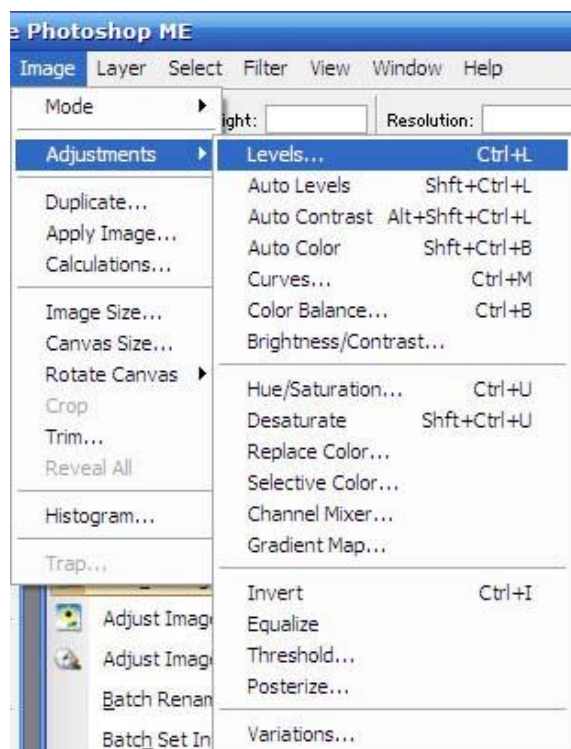 e Photoshop ME
Image Layer Select Filter View Window Help
Mode
ight: Resolution:
Adjustments
Duplicate...
Apply Image...
Calculations...
Image Size...
Canvas Size...
Rotate Canvas
Crop
Trim...
Reveal All
Histogram...
Trap...
Levels... Ctrl+L
Auto Levels Shft+Ctrl+L
Auto Contrast Alt+Shft+Ctrl+L
Auto Color Shft+Ctrl+B
Curves... Ctrl+M
Color Balance... Ctrl+B
Brightness/Contrast...
Hue/Saturation... Ctrl+U
Desaturate Shft+Ctrl+U
Replace Color...
Selective Color...
Channel Mixer...
Gradient Map...
Invert Ctrl+I
Equalize
Threshold...
Posterize...
Variations...
Adjust Imag
Adjust Imag
Batch Renam
Batch Set In